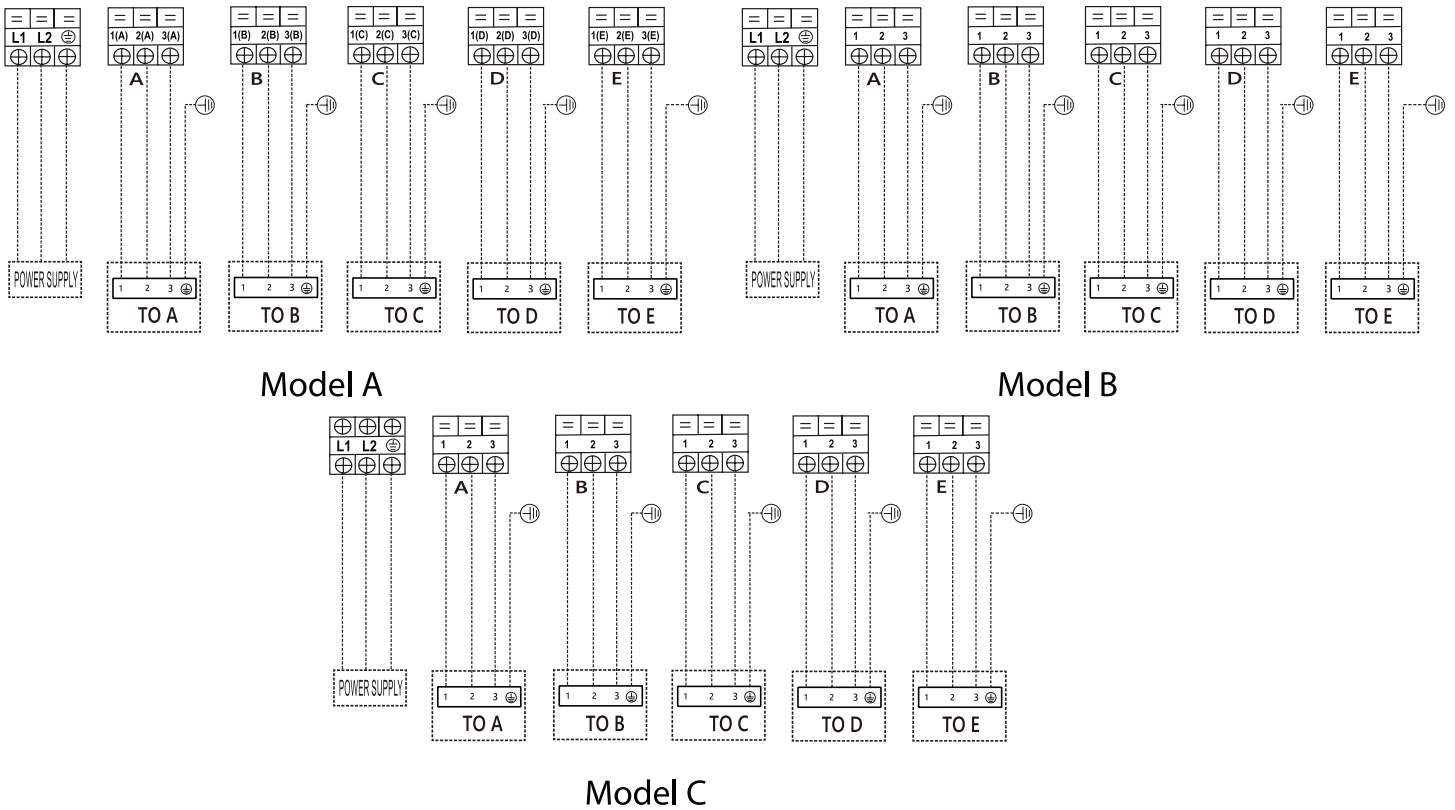 L1 L2 1(A) 2(A) 3(A) 1(B) 2(B) 3(B) 1(C) 2(C) 3(C) 1(D) 2(D) 3(D) 1(E) 2(E) 3(E)
A B C D E
POWER SUPPLY 1 2 3 1 2 3 1 2 3 1 2 3 1 2 3
TO A TO B TO C TO D TO E
Model A
L1 L2 1 2 3 1 2 3 1 2 3 1 2 3 1 2 3
A B C D E
POWER SUPPLY 1 2 3 1 2 3 1 2 3 1 2 3 1 2 3
TO A TO B TO C TO D TO E
Model B
L1 L2 1 2 3 1 2 3 1 2 3 1 2 3 1 2 3
A B C D E
POWER SUPPLY 1 2 3 1 2 3 1 2 3 1 2 3 1 2 3
TO A TO B TO C TO D TO E
Model C